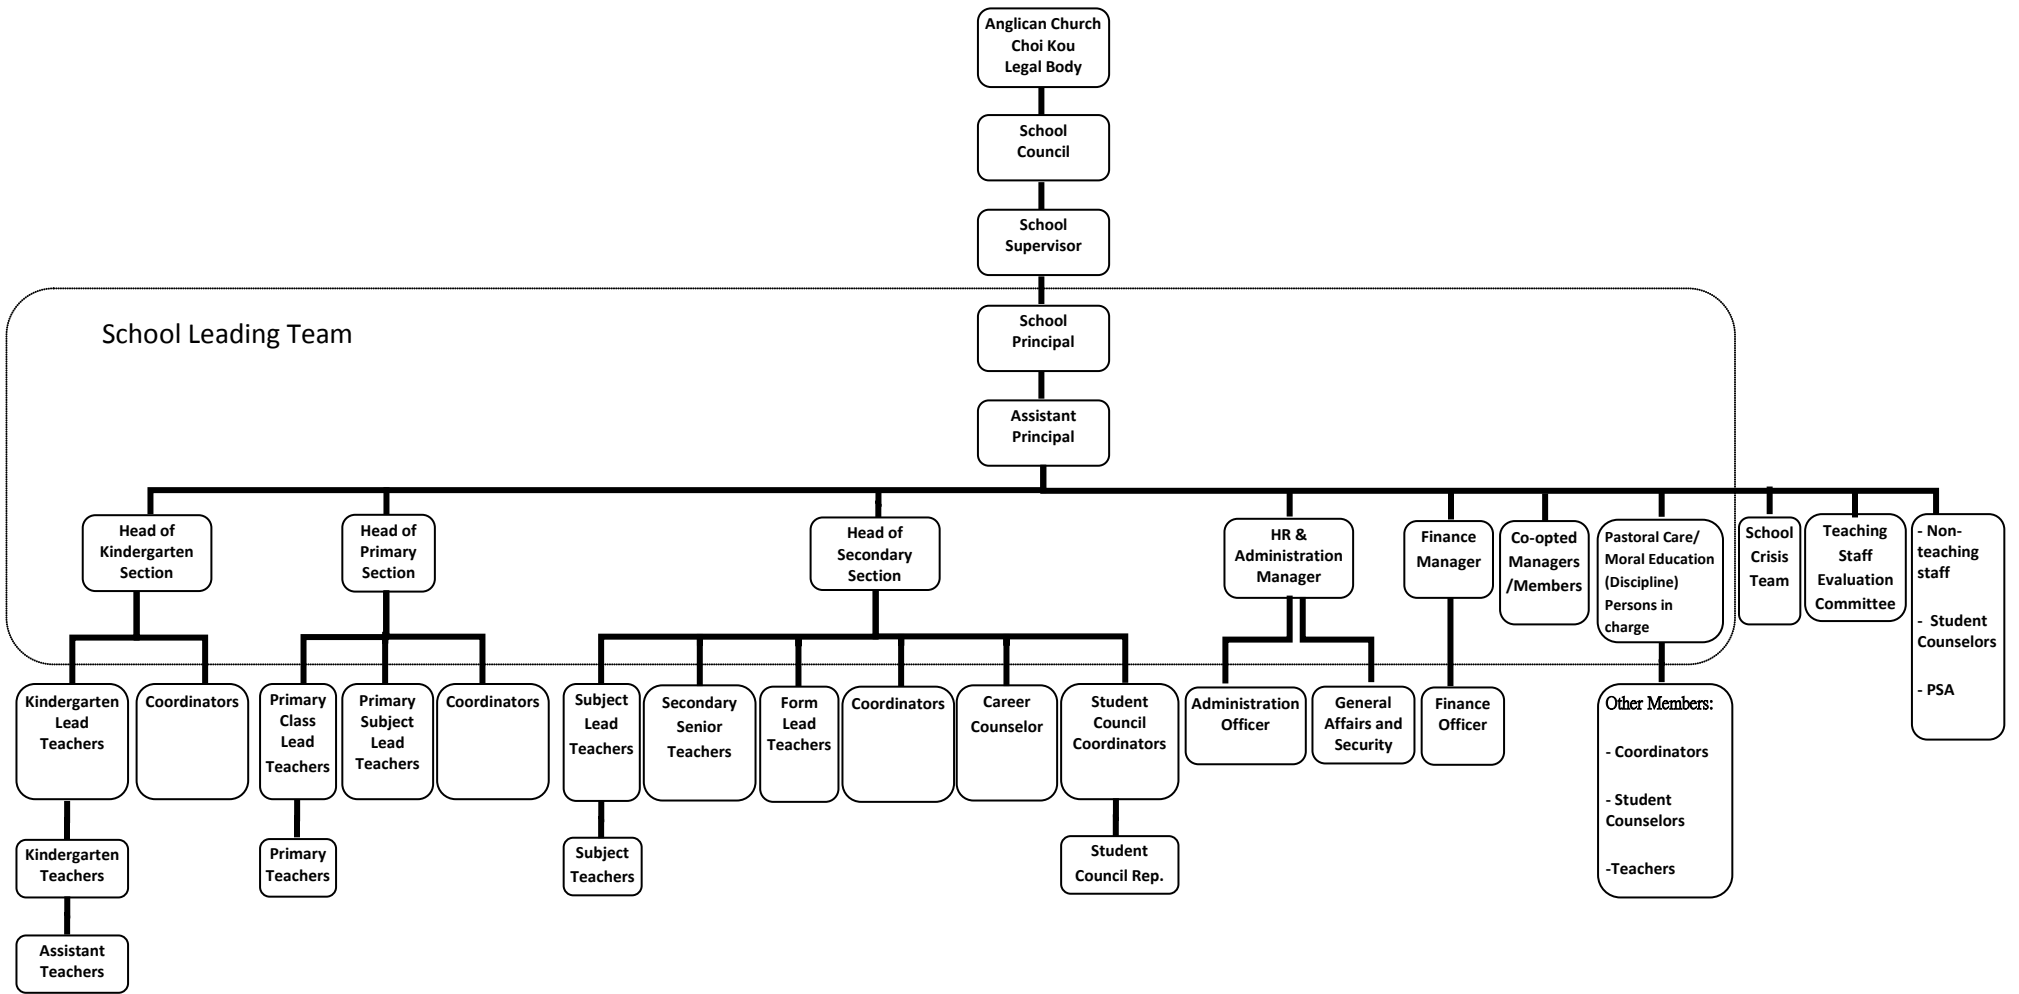 Anglican Church
Choi Kou
Legal Body
School
Council
School
Supervisor
School Leading Team
School
Principal
Assistant
Principal
Head of
Kindergarten
Section
Head of
Primary
Section
Head of
Secondary
Section
HR &
Administration
Manager
Finance
Manager
Co-opted
Managers
/Members
Pastoral Care/
Moral Education
(Discipline)
Persons in
charge
School
Crisis
Team
Teaching
Staff
Evaluation
Committee
- Non-
teaching
staff
- Student
Counselors
- PSA
Kindergarten
Lead
Teachers
Coordinators
Primary
Class
Lead
Teachers
Primary
Subject
Lead
Teachers
Coordinators
Subject
Lead
Teachers
Secondary
Senior
Teachers
Form
Lead
Teachers
Coordinators
Career
Counselor
Student
Council
Coordinators
Administration
Officer
General
Affairs and
Security
Finance
Officer
Other Members:
- Coordinators
- Student
Counselors
-Teachers
Kindergarten
Teachers
Primary
Teachers
Subject
Teachers
Student
Council Rep.
Assistant
Teachers